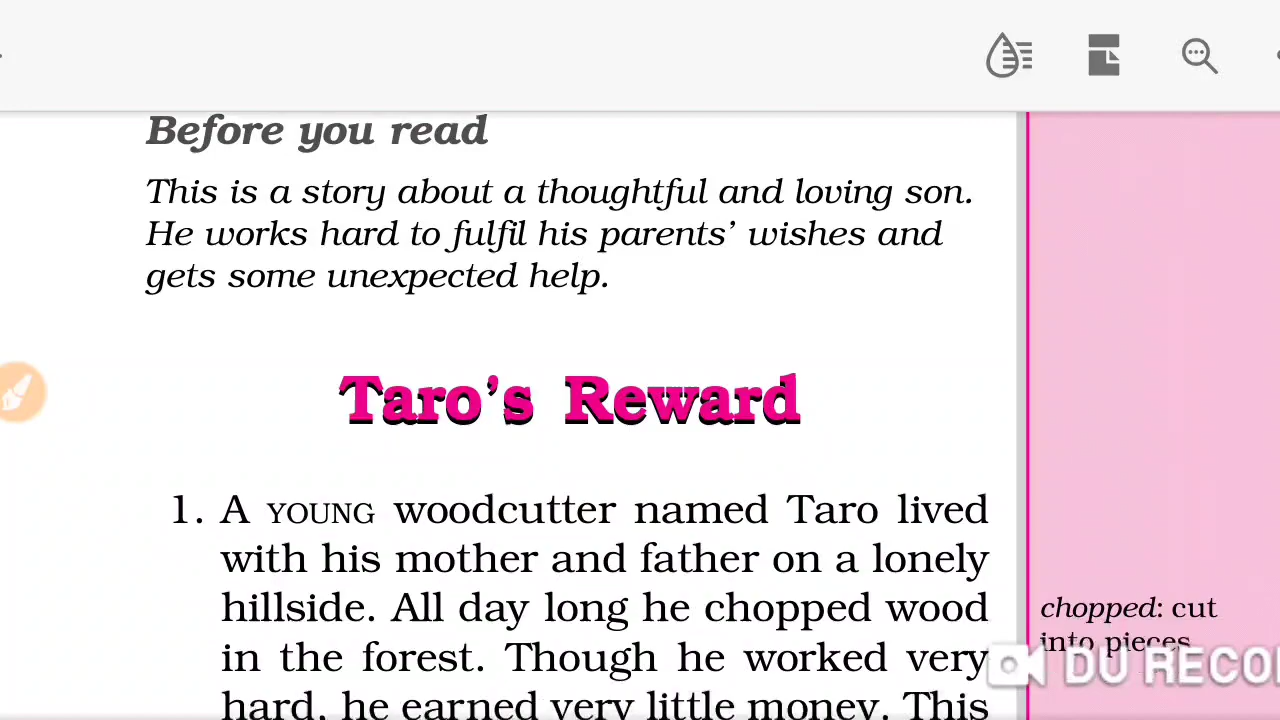 Before you read
This is a story about a thoughtful and loving son.
He works hard to fulfil his parents’ wishes and
gets some unexpected help.
Taro’s Reward
1. A YOUNG woodcutter named Taro lived
with his mother and father on a lonely
hillside. All day long he chopped wood
in the forest. Though he worked very
hard, he earned very little money. This
chopped: cut
into pieces
DU RECO